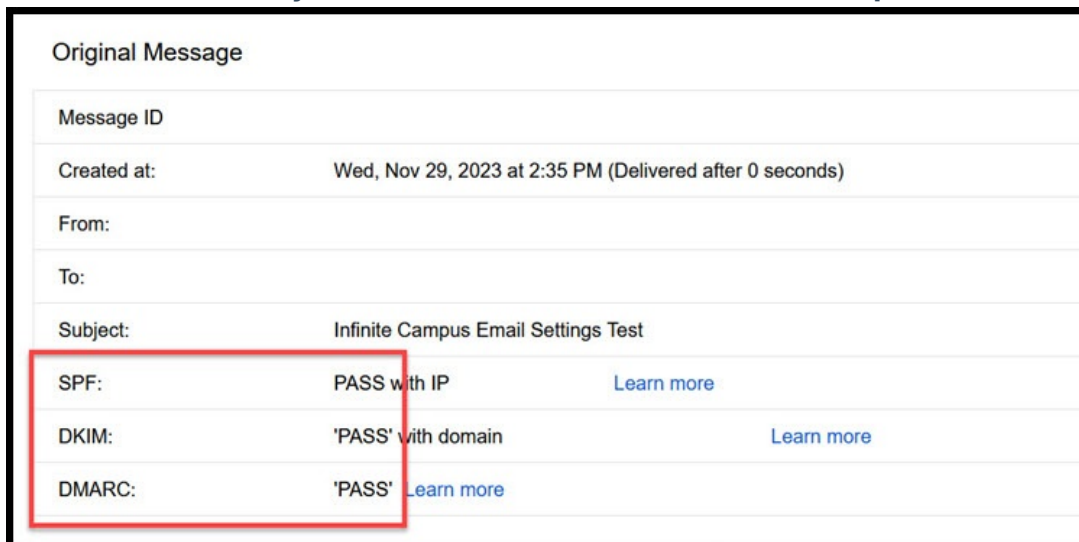 Original Message
Message ID
Created at: Wed, Nov 29, 2023 at 2:35 PM (Delivered after 0 seconds)
From:
To:
Subject: Infinite Campus Email Settings Test
SPF: PASS with IP Learn more
DKIM: 'PASS' with domain Learn more
DMARC: 'PASS' Learn more